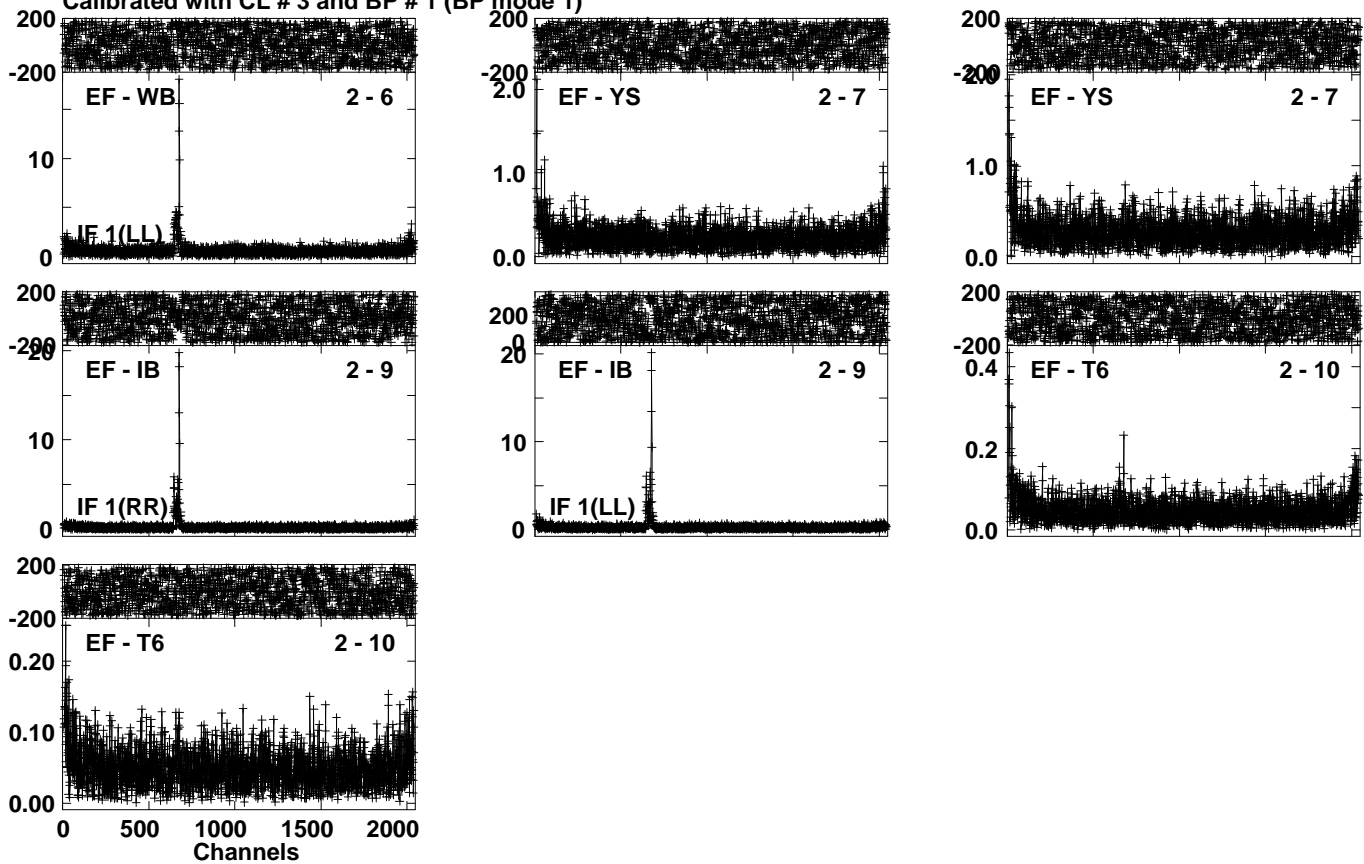 Calibrated with CL # 3 and BP # 1 (BP mode 1)
200
-200
EF - WB 2 - 6
10
IF 1(LL)
0
200
-200
2.0
EF - YS 2 - 7
1.0
0.0
200
-200
2.0
EF - YS 2 - 7
1.0
0.0
200
-200
20
EF - IB 2 - 9
10
IF 1(RR)
0
200
0
20
EF - IB 2 - 9
10
IF 1(LL)
0
200
-200
0.4
EF - T6 2 - 10
0.2
0.0
200
-200
EF - T6 2 - 10
0.20
0.10
0.00
0 500 1000 1500 2000
Channels